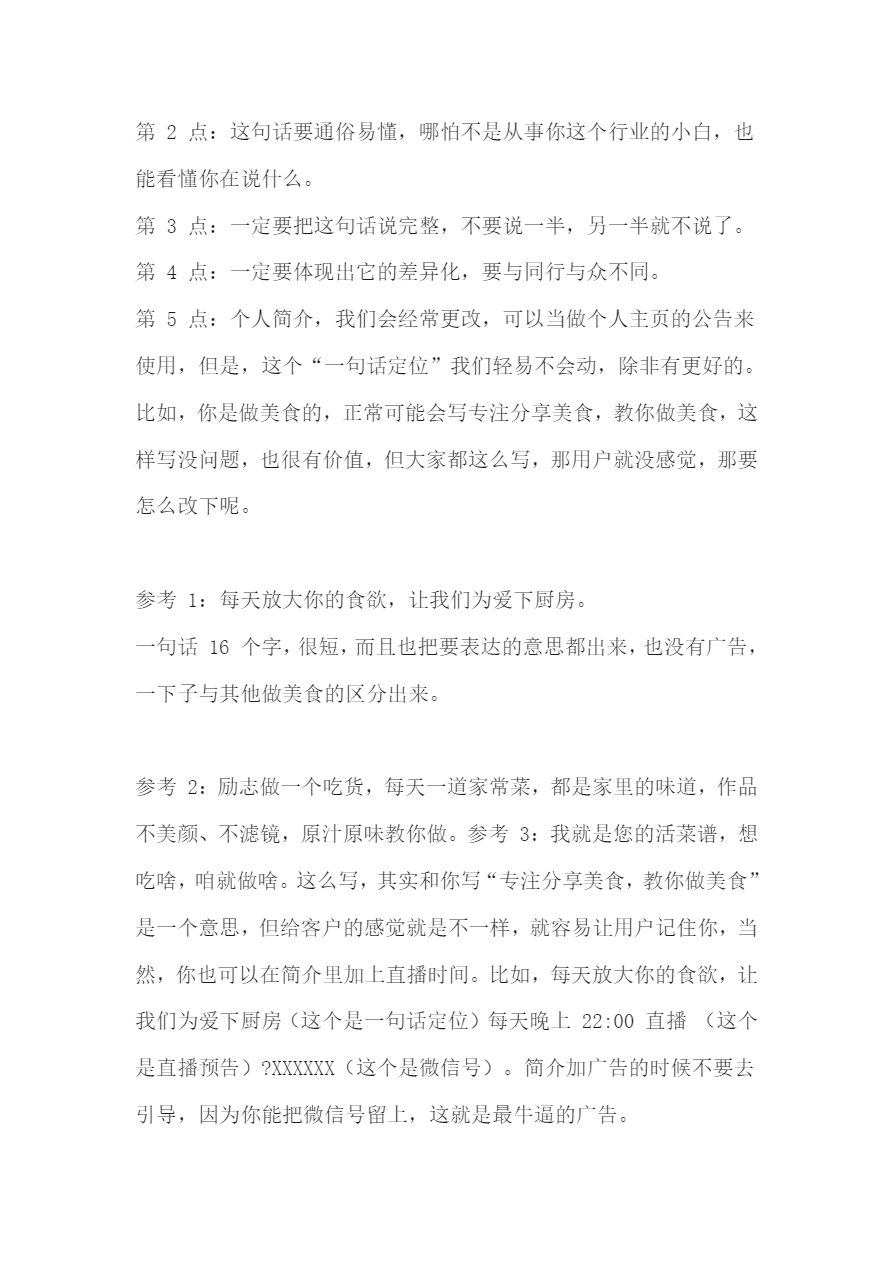 第 2 点：这句话要通俗易懂，哪怕不是从事你这个行业的小白，也
能看懂你在说什么。
第 3 点：一定要把这句话说完整，不要说一半，另一半就不说了。
第 4 点：一定要体现出它的差异化，要与同行与众不同。
第 5 点：个人简介，我们会经常更改，可以当做个人主页的公告来
使用，但是，这个“一句话定位”我们轻易不会动，除非有更好的。
比如，你是做美食的，正常可能会写专注分享美食，教你做美食，这
样写没问题，也很有价值，但大家都这么写，那用户就没感觉，那要
怎么改下呢。
参考 1：每天放大你的食欲，让我们为爱下厨房。
一句话 16 个字，很短，而且也把要表达的意思都出来，也没有广告，
一下子与其他做美食的区分出来。
参考 2：励志做一个吃货，每天一道家常菜，都是家里的味道，作品
不美颜、不滤镜，原汁原味教你做。参考 3：我就是您的活菜谱，想
吃啥，咱就做啥。这么写，其实和你写“专注分享美食，教你做美食”
是一个意思，但给客户的感觉就是不一样，就容易让用户记住你，当
然，你也可以在简介里加上直播时间。比如，每天放大你的食欲，让
我们为爱下厨房（这个是一句话定位）每天晚上 22:00 直播 （这个
是直播预告）?XXXXXX（这个是微信号）。简介加广告的时候不要去
引导，因为你能把微信号留上，这就是最牛逼的广告。